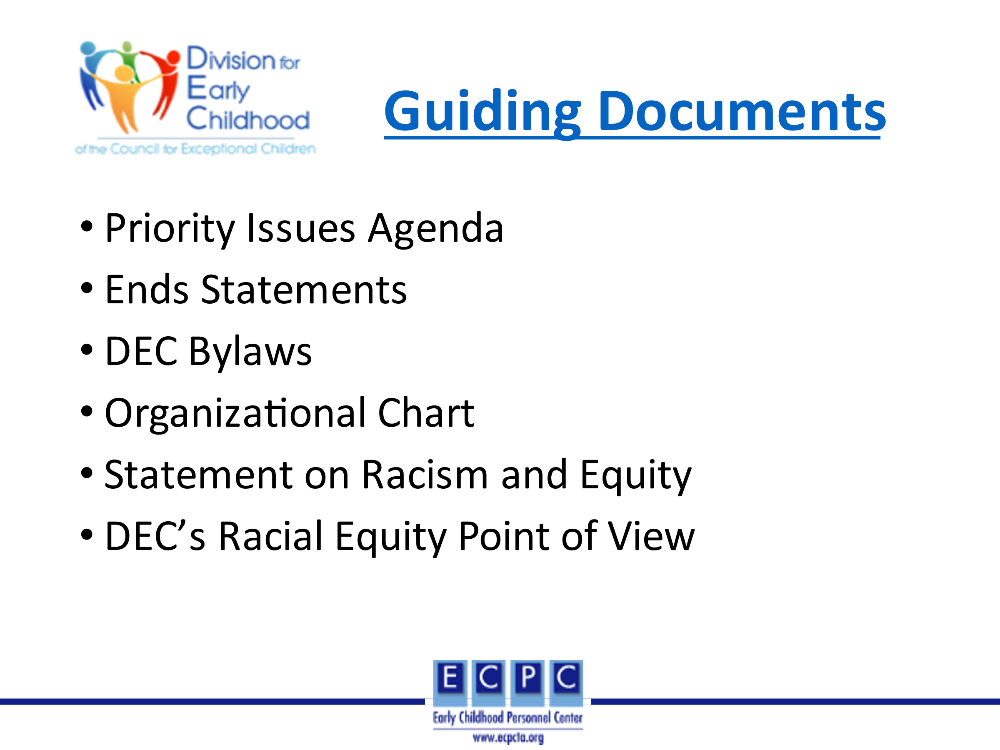 Division for
Early
Childhood
of the Council for Exceptional Children
Guiding Documents
• Priority Issues Agenda
• Ends Statements
• DEC Bylaws
• Organizational Chart
• Statement on Racism and Equity
• DEC’s Racial Equity Point of View
E C P C
Early Childhood Personnel Center
www.ecpcta.org